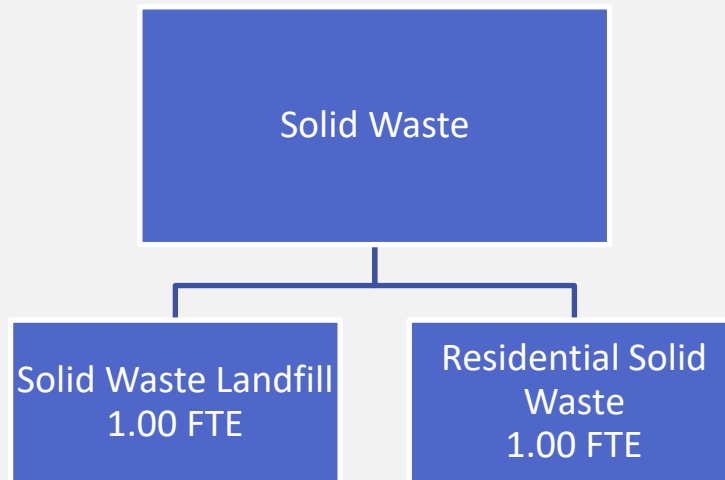 Solid Waste
Solid Waste Landfill
1.00 FTE
Residential Solid
Waste
1.00 FTE